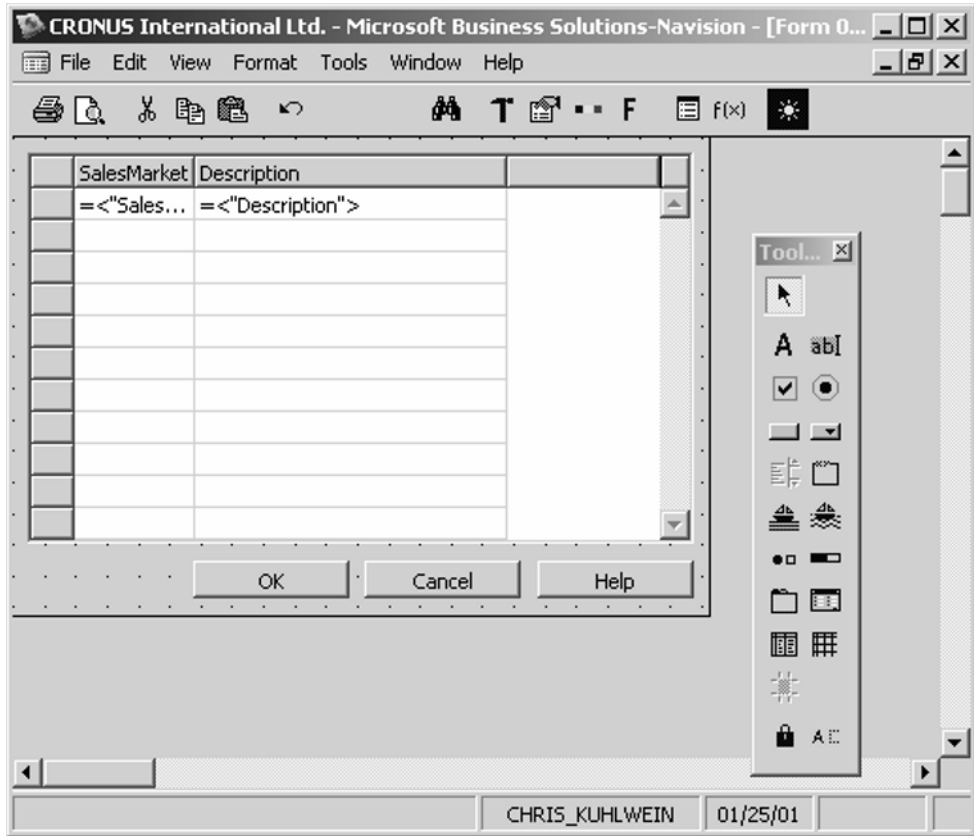 CRONUS International Ltd. - Microsoft Business Solutions-Navision - [Form 0...
File Edit View Format Tools Window Help
F f(x)
SalesMarket Description
=<"Sales... =<"Description">
Tool...
A abI
OK Cancel Help
A
CHRIS_KUHLWEIN 01/25/01